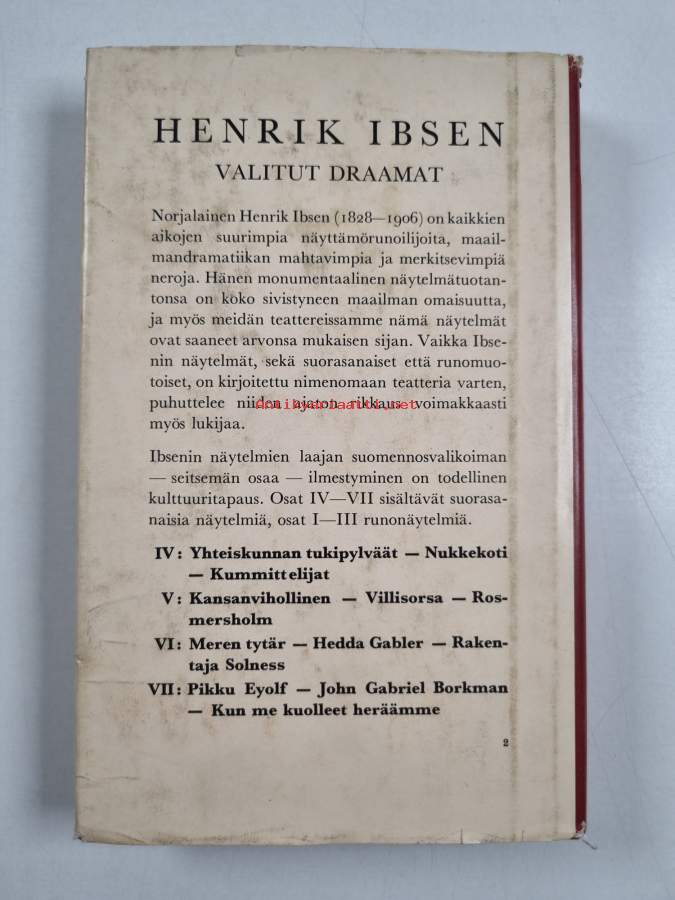 HENRIK IBSEN
VALITUT DRAAMAT
Norjalainen Henrik Ibsen (1828—1906) on kaikkien
aikojen suurimpia näyttämörunoilijoita, maail-
mandramatiikan mahtavimpia ja merkitsevimpiä
neroja. Hänen monumentaalinen näytelmätuotan-
tonsa on koko sivistyneen maailman omaisuutta,
ja myös meidän teattereissamme nämä näytelmät
ovat saaneet arvonsa mukaisen sijan. Vaikka Ibse-
nin näytelmät, sekä suorasanaiset että runomuo-
toiset, on kirjoitettu nimenomaan teatteria varten,
puhuttelee niiden ajaton rikkaus voimakkaasti
Antikvariaatti.net
myös lukijaa.
Ibsenin näytelmien laajan suomennosvalikoiman
— seitsemän osaa — ilmestyminen on todellinen
kulttuuritapaus. Osat IV—VII sisältävät suorasa-
naisia näytelmiä, osat I—III runonäytelmiä.
IV: Yhteiskunnan tukipylväät — Nukkekoti
— Kummittelijat
V: Kansanvihollinen — Villisorsa — Ros-
mersholm
VI: Meren tytär — Hedda Gabler — Raken-
taja Solness
VII: Pikku Eyolf — John Gabriel Borkman
— Kun me kuolleet heräämme
2